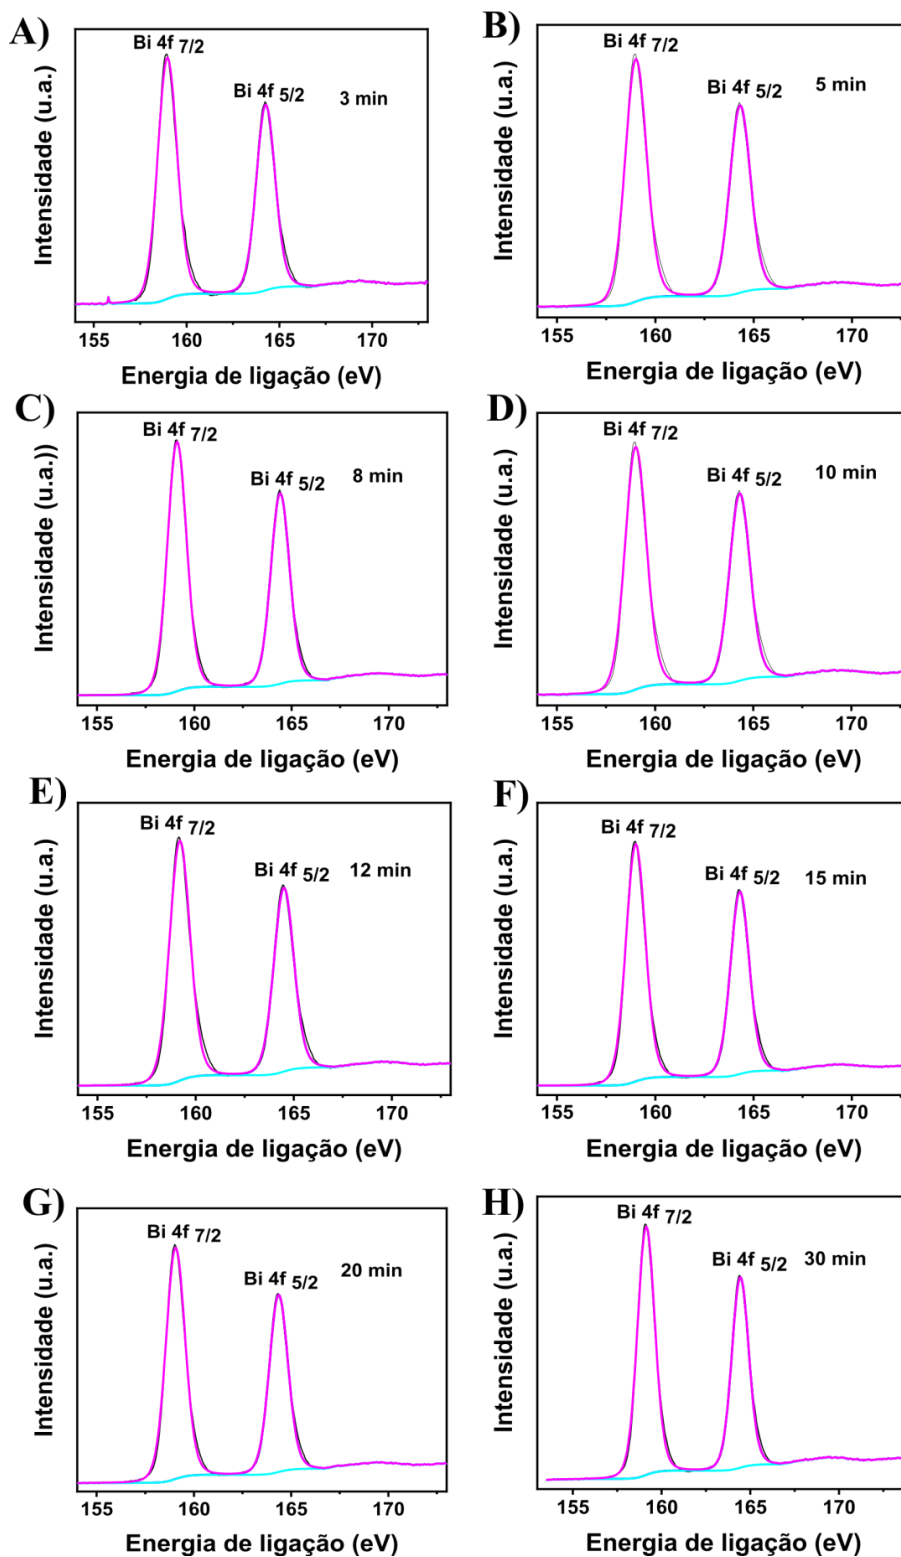 A)
Bi 4f 7/2
Bi 4f 5/2
3 min
Intensidade (u.a.)
155 160 165 170
Energia de ligação (eV)
B)
Bi 4f 7/2
Bi 4f 5/2
5 min
Intensidade (u.a.)
155 160 165 170
Energia de ligação (eV)
C)
Bi 4f 7/2
Bi 4f 5/2
8 min
Intensidade (u.a.))
155 160 165 170
Energia de ligação (eV)
D)
Bi 4f 7/2
Bi 4f 5/2
10 min
Intensidade (u.a.)
155 160 165 170
Energia de ligação (eV)
E)
Bi 4f 7/2
Bi 4f 5/2
12 min
Intensidade (u.a.)
155 160 165 170
Energia de ligação (eV)
F)
Bi 4f 7/2
Bi 4f 5/2
15 min
Intensidade (u.a.)
155 160 165 170
Energia de ligação (eV)
G)
Bi 4f 7/2
Bi 4f 5/2
20 min
Intensidade (u.a.)
155 160 165 170
Energia de ligação (eV)
H)
Bi 4f 7/2
Bi 4f 5/2
30 min
Intensidade (u.a.)
155 160 165 170
Energia de ligação (eV)